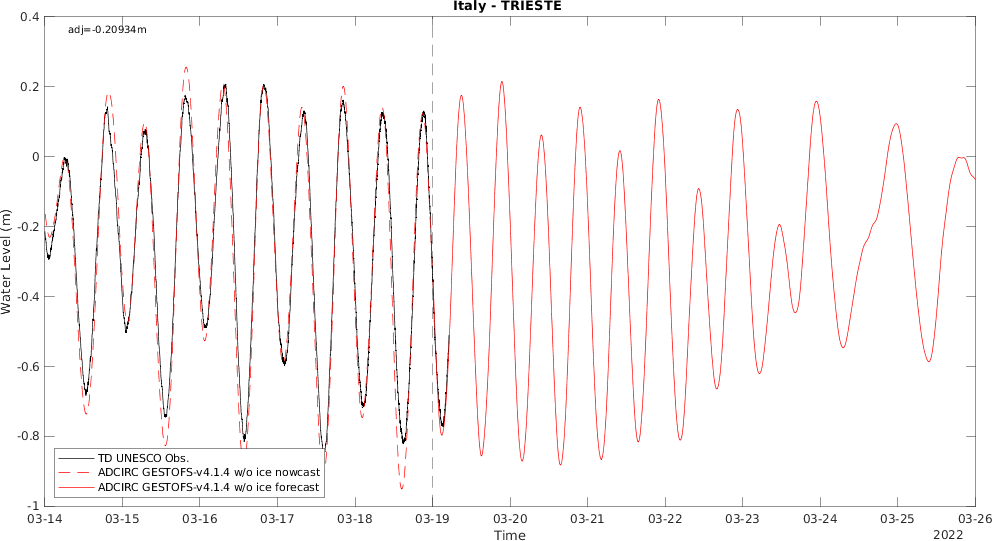 Italy - TRIESTE
adj=-0.20934m
0.4
0.2
0
-0.2
-0.4
-0.6
-0.8
-1
Water Level (m)
TD UNESCO Obs.
ADCIRC GESTOFS-v4.1.4 w/o ice nowcast
ADCIRC GESTOFS-v4.1.4 w/o ice forecast
03-14 03-15 03-16 03-17 03-18 03-19 03-20 03-21 03-22 03-23 03-24 03-25 03-26
Time
2022